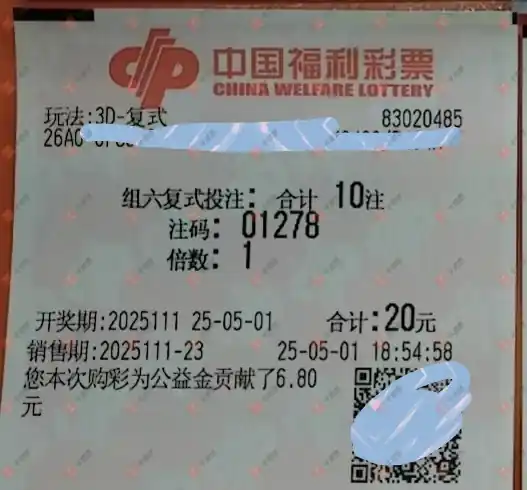 中国福利彩票
CHINA WELFARE LOTTERY
玩法:3D-复式 83020485
26A0
组六复式投注: 合计 10注
注码: 01278
倍数: 1
开奖期:2025111 25-05-01 合计:20元
销售期:2025111-23 25-05-01 18:54:58
您本次购彩为公益金贡献了6.80
元